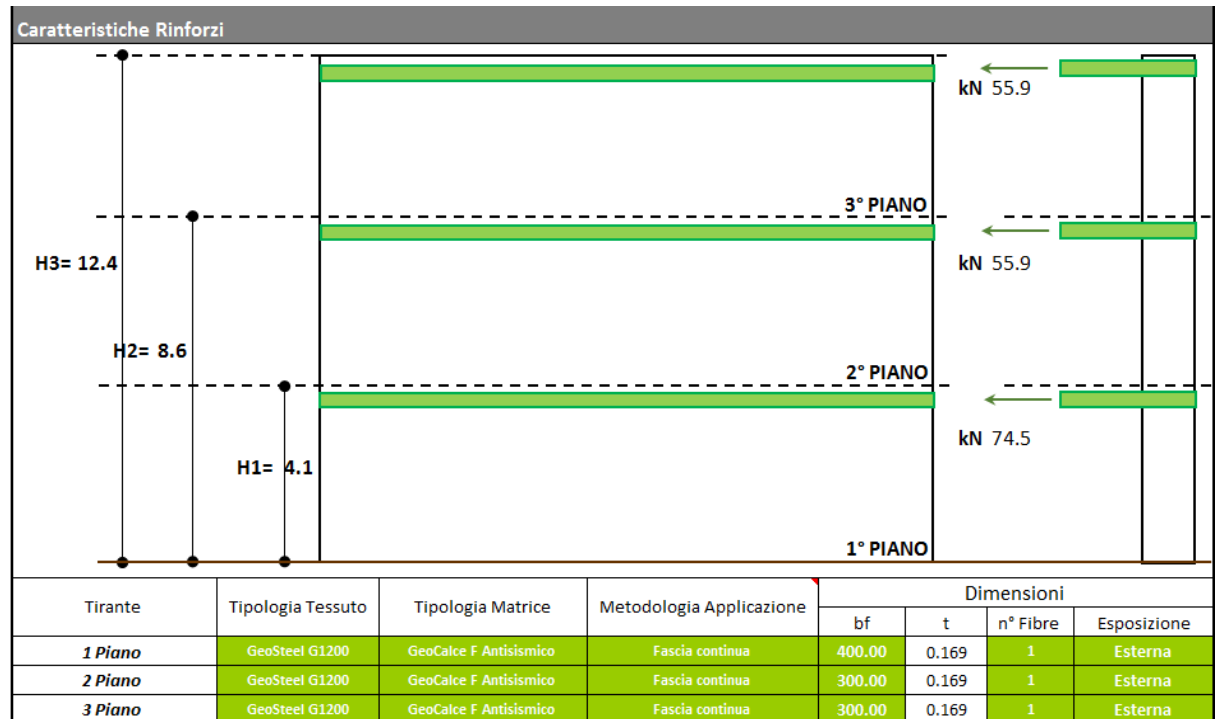 Caratteristiche Rinforzi
kN 55.9
3° PIANO
H3= 12.4
kN 55.9
H2= 8.6
2° PIANO
kN 74.5
H1= 4.1
1° PIANO
Tirante Tipologia Tessuto Tipologia Matrice Metodologia Applicazione Dimensioni
bf t n° Fibre Esposizione
1 Piano GeoSteel G1200 GeoCalce F Antisismico Fascia continua 400.00 0.169 1 Esterna
2 Piano GeoSteel G1200 GeoCalce F Antisismico Fascia continua 300.00 0.169 1 Esterna
3 Piano GeoSteel G1200 GeoCalce F Antisismico Fascia continua 300.00 0.169 1 Esterna